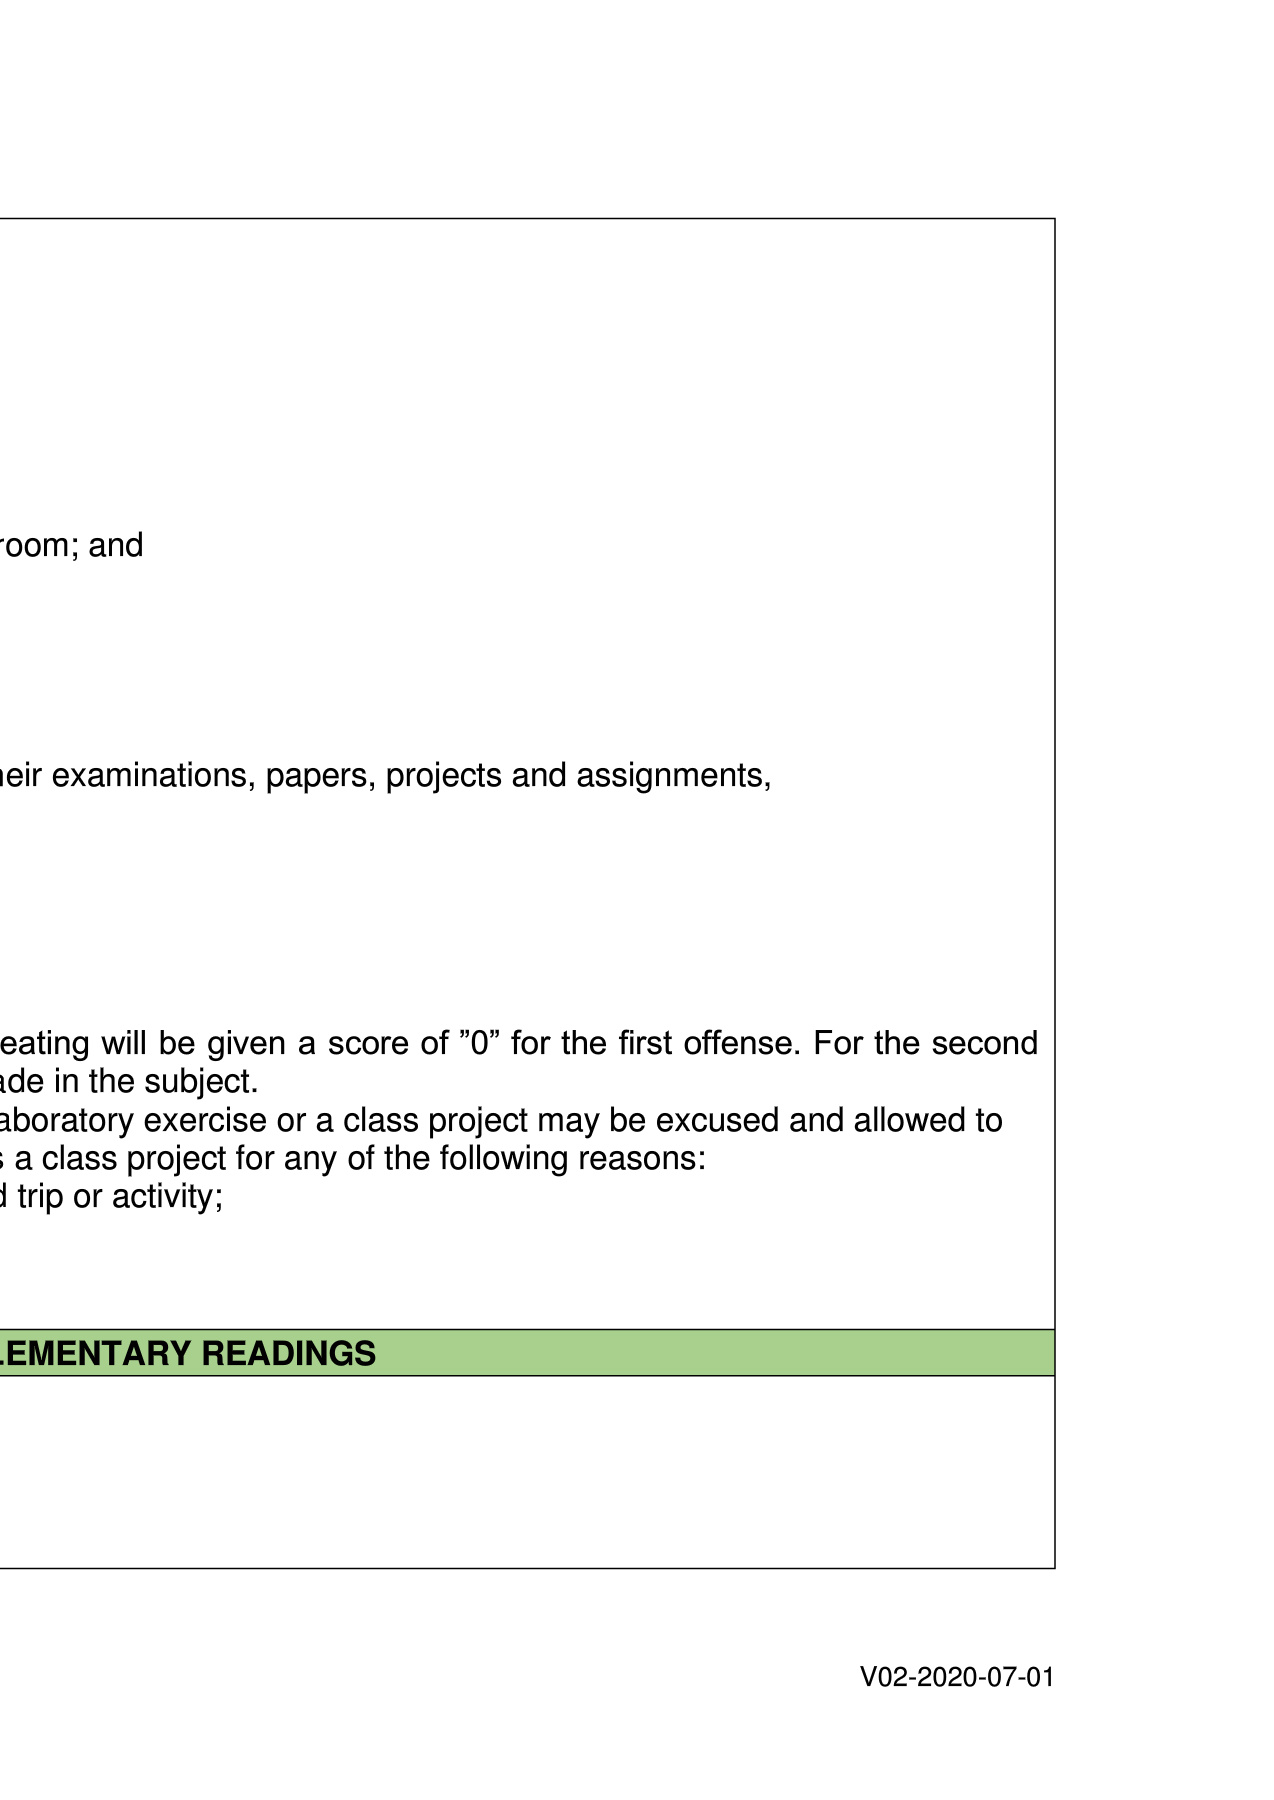 room; and
heir examinations, papers, projects and assignments,
eating will be given a score of ”0” for the first offense. For the second
ade in the subject.
aboratory exercise or a class project may be excused and allowed to
s a class project for any of the following reasons:
d trip or activity;
LEMENTARY READINGS
V02-2020-07-01